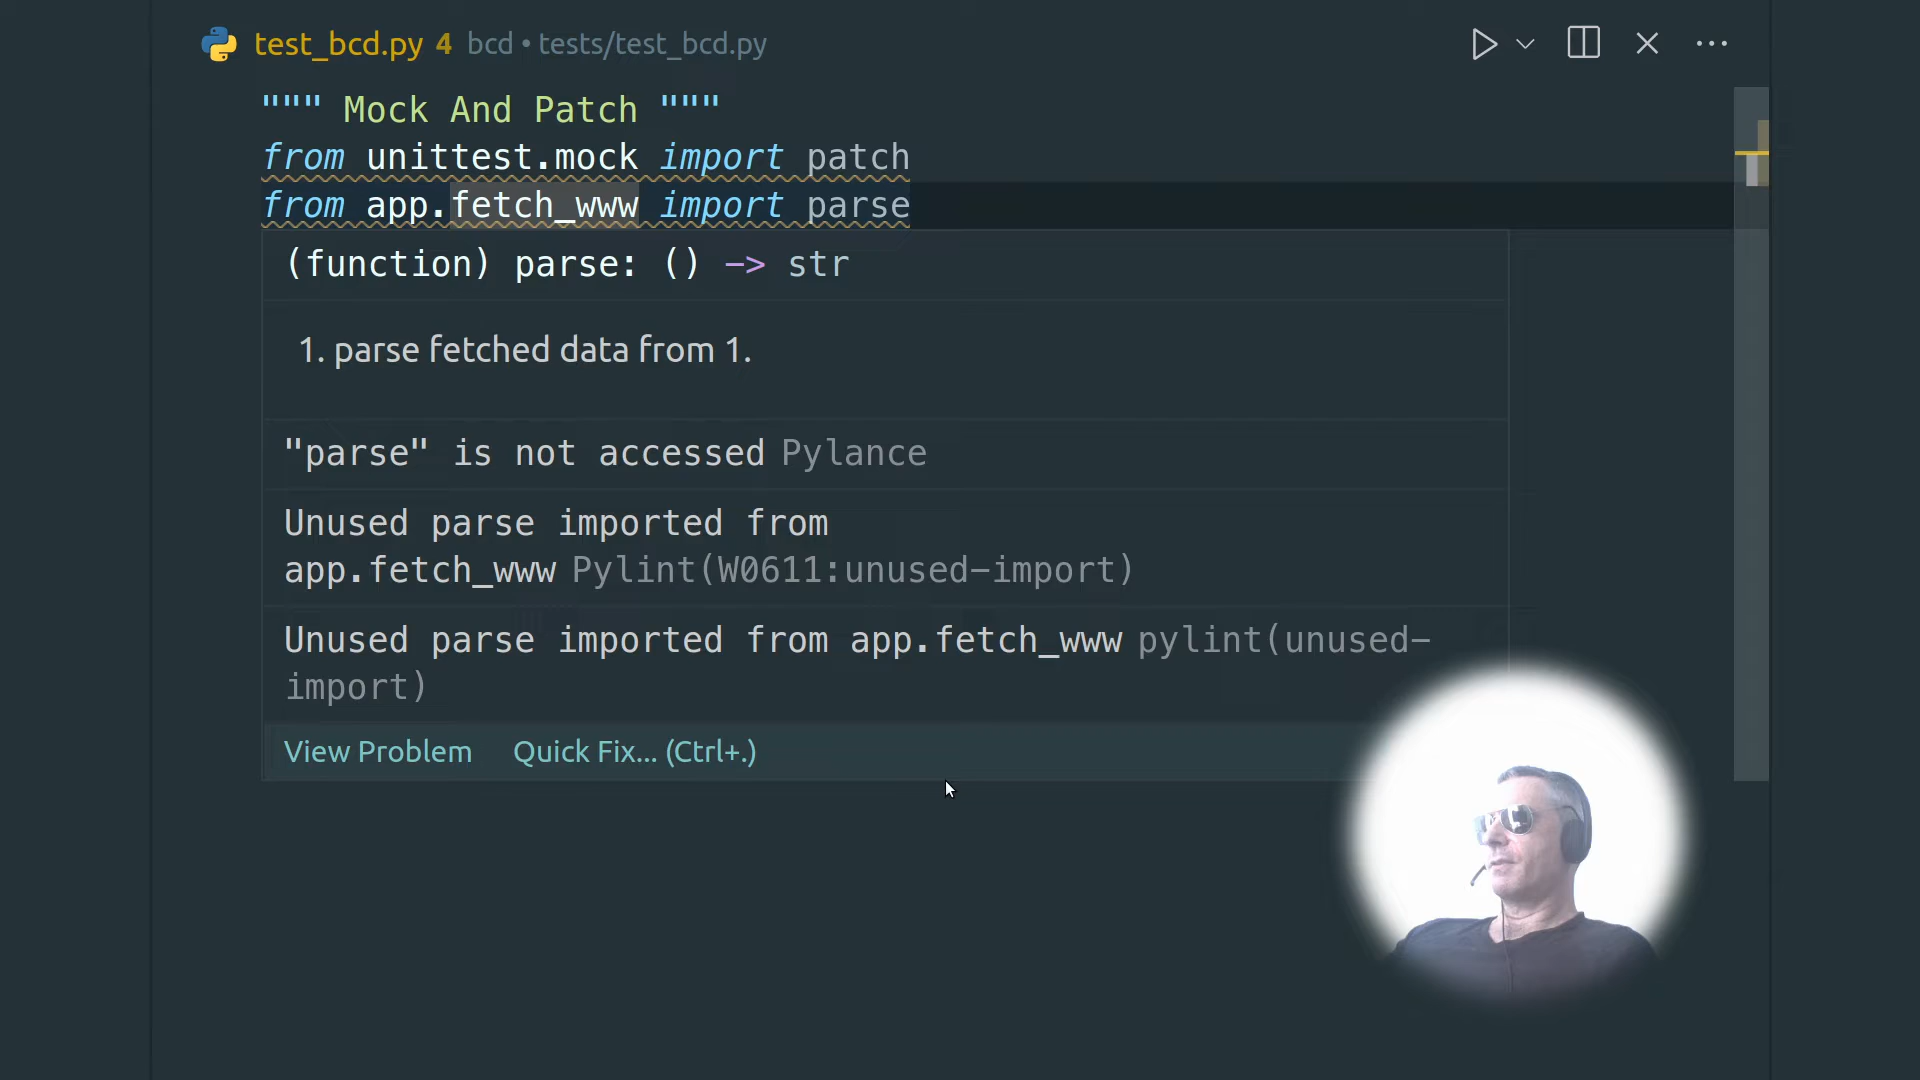 test_bcd.py 4 bcd • tests/test_bcd.py
""" Mock And Patch """
from unittest.mock import patch
from app.fetch_www import parse
(function) parse: () -> str
1. parse fetched data from 1.
"parse" is not accessed Pylance
Unused parse imported from
app.fetch_www Pylint(W0611:unused-import)
Unused parse imported from app.fetch_www pylint(unused-
import)
View Problem Quick Fix... (Ctrl+.)